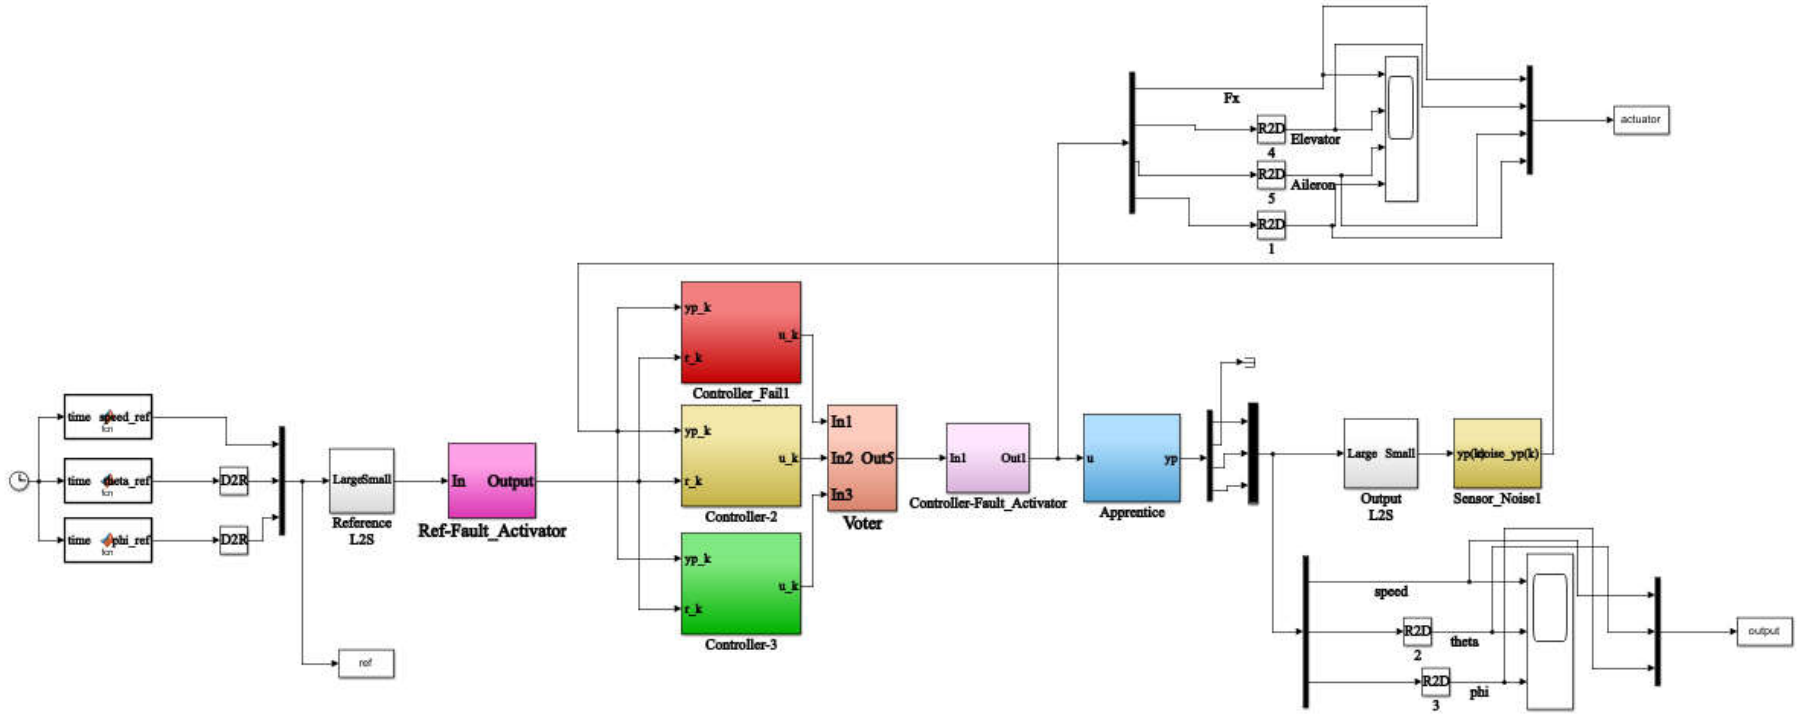 Fx
R2D
Elevator
4
R2D
Aileron
5
R2D
1
actuator
time speed_ref
fcn
time theta_ref
fcn
D2R
time phi_ref
fcn
D2R
Large Small
Reference
L2S
ref
In Output
Ref-Fault_Activator
yp_k
u_k
r_k
Controller_Fail1
yp_k
u_k
r_k
Controller-2
yp_k
u_k
r_k
Controller-3
In1
In2 Out5
In3
Voter
In1 Out1
Controller-Fault_Activator
u yp
Apprentice
Large Small
Output
L2S
yp(k) noise_yp(k)
Sensor_Noise1
speed
R2D
theta
2
R2D
phi
3
output